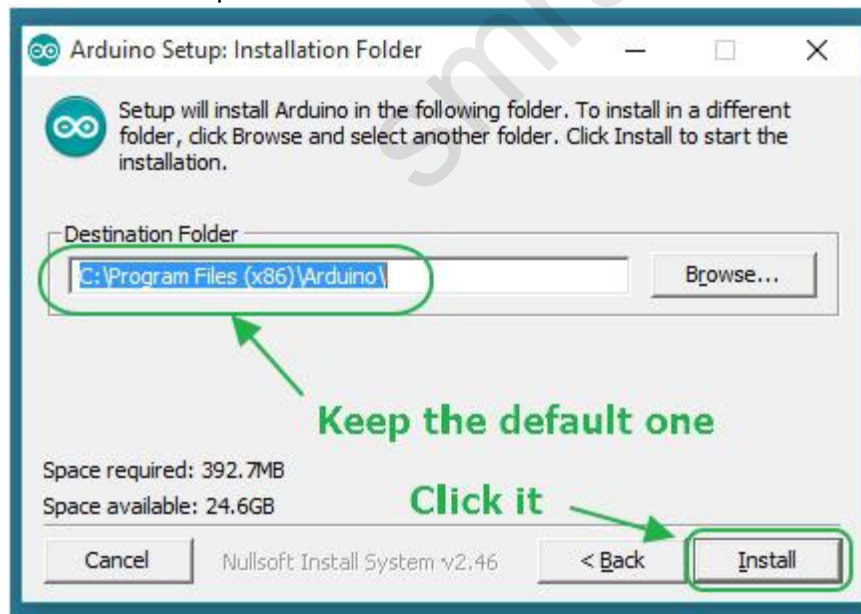 Arduino Setup: Installation Folder
Setup will install Arduino in the following folder. To install in a different
folder, click Browse and select another folder. Click Install to start the
installation.
Destination Folder
C:\Program Files (x86)\Arduino\
Browse...
Keep the default one
Space required: 392.7MB
Space available: 24.6GB
Click it
Cancel
Nullsoft Install System v2.46
< Back
Install